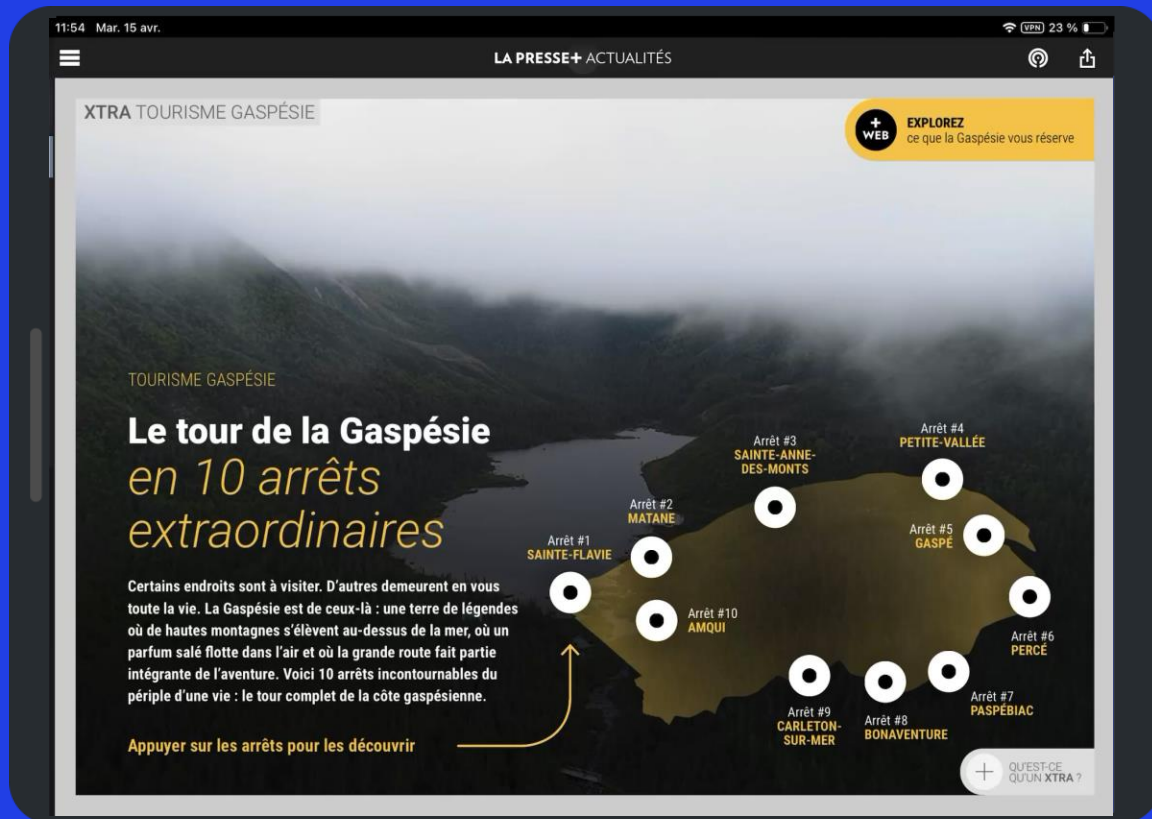 11:54 Mar. 15 avr.
VPN 23 %
LA PRESSE+ ACTUALITÉS
XTRA TOURISME GASPÉSIE
+
WEB
EXPLOREZ
ce que la Gaspésie vous réserve
TOURISME GASPÉSIE
Le tour de la Gaspésie
en 10 arrêts
extraordinaires
Certains endroits sont à visiter. D'autres demeurent en vous
toute la vie. La Gaspésie est de ceux-là : une terre de légendes
où de hautes montagnes s'élèvent au-dessus de la mer, où un
parfum salé flotte dans l'air et où la grande route fait partie
intégrante de l'aventure. Voici 10 arrêts incontournables du
périple d'une vie : le tour complet de la côte gaspésienne.
Appuyer sur les arrêts pour les découvrir
Arrêt #1
SAINTE-FLAVIE
Arrêt #2
MATANE
Arrêt #3
SAINTE-ANNE-
DES-MONTS
Arrêt #4
PETITE-VALLÉE
Arrêt #5
GASPÉ
Arrêt #6
PERCÉ
Arrêt #7
PASPÉBIAC
Arrêt #8
BONAVENTURE
Arrêt #9
CARLETON-
SUR-MER
Arrêt #10
AMQUI
QU'EST-CE
QU'UN XTRA ?